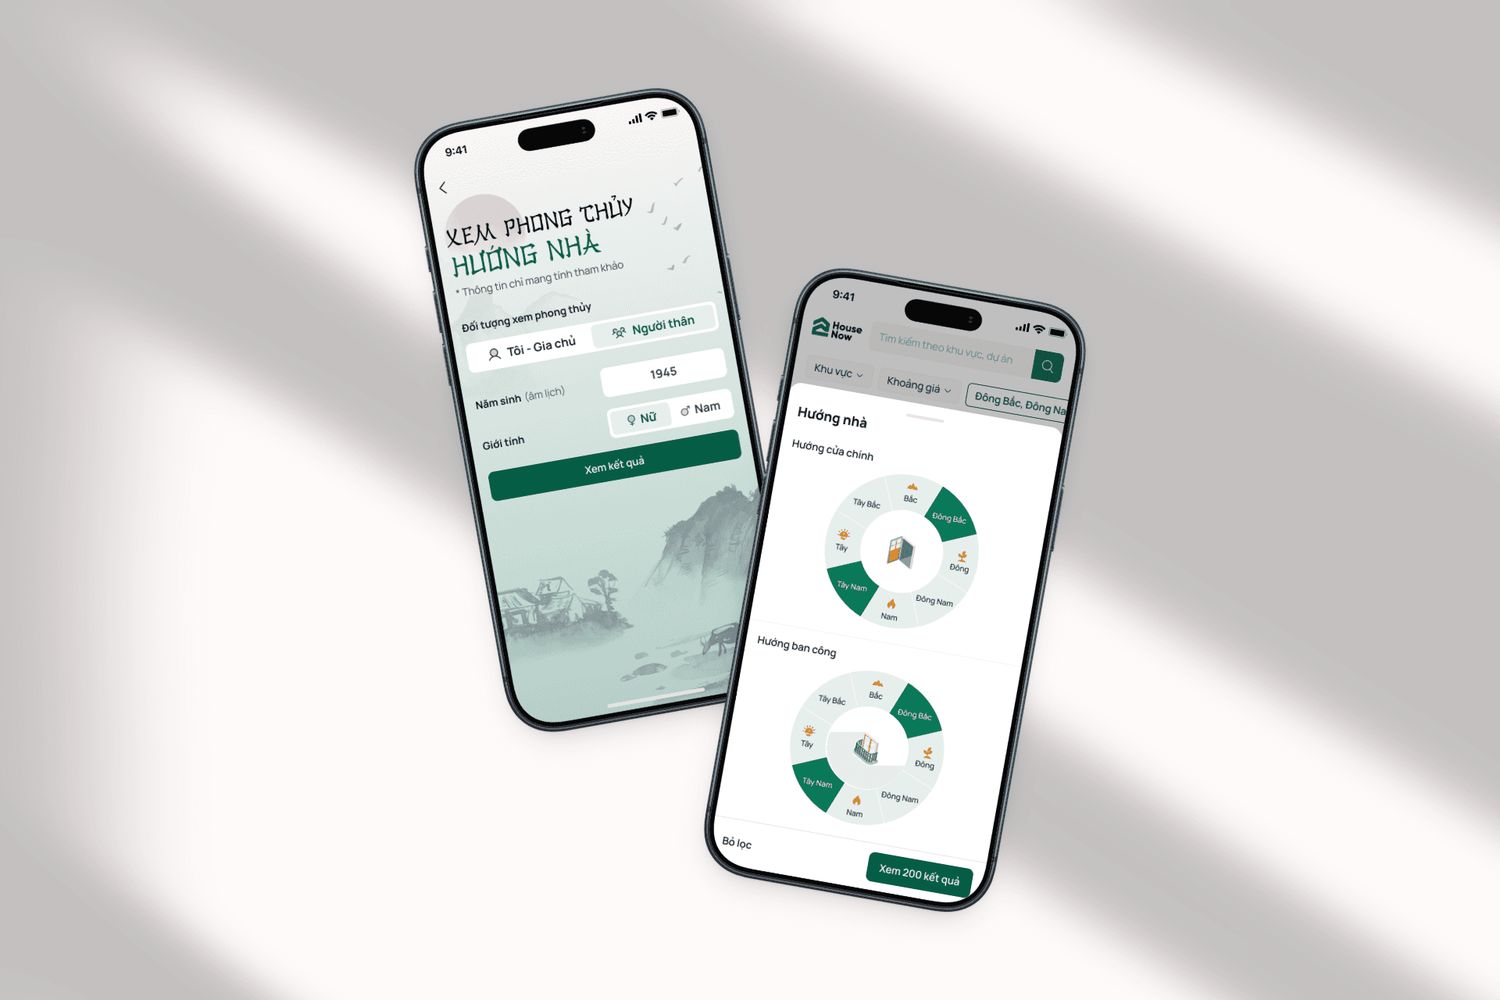 9:41
XEM PHONG THỦY
HƯỚNG NHÀ
* Thông tin chỉ mang tính tham khảo
Đối tượng xem phong thủy
Tôi - Gia chủ
Người thân
Năm sinh (âm lịch)
1945
Giới tính
Nữ
Nam
Xem kết quả
9:41
House
Now
Tìm kiếm theo khu vực, dự án
Khu vực
Khoảng giá
Đông Bắc, Đông Na
Hướng nhà
Hướng cửa chính
Bắc
Đông Bắc
Tây Bắc
Tây
Đông
Tây Nam
Đông Nam
Nam
Hướng ban công
Bắc
Đông Bắc
Tây Bắc
Tây
Đông
Tây Nam
Đông Nam
Nam
Bỏ lọc
Xem 200 kết quả